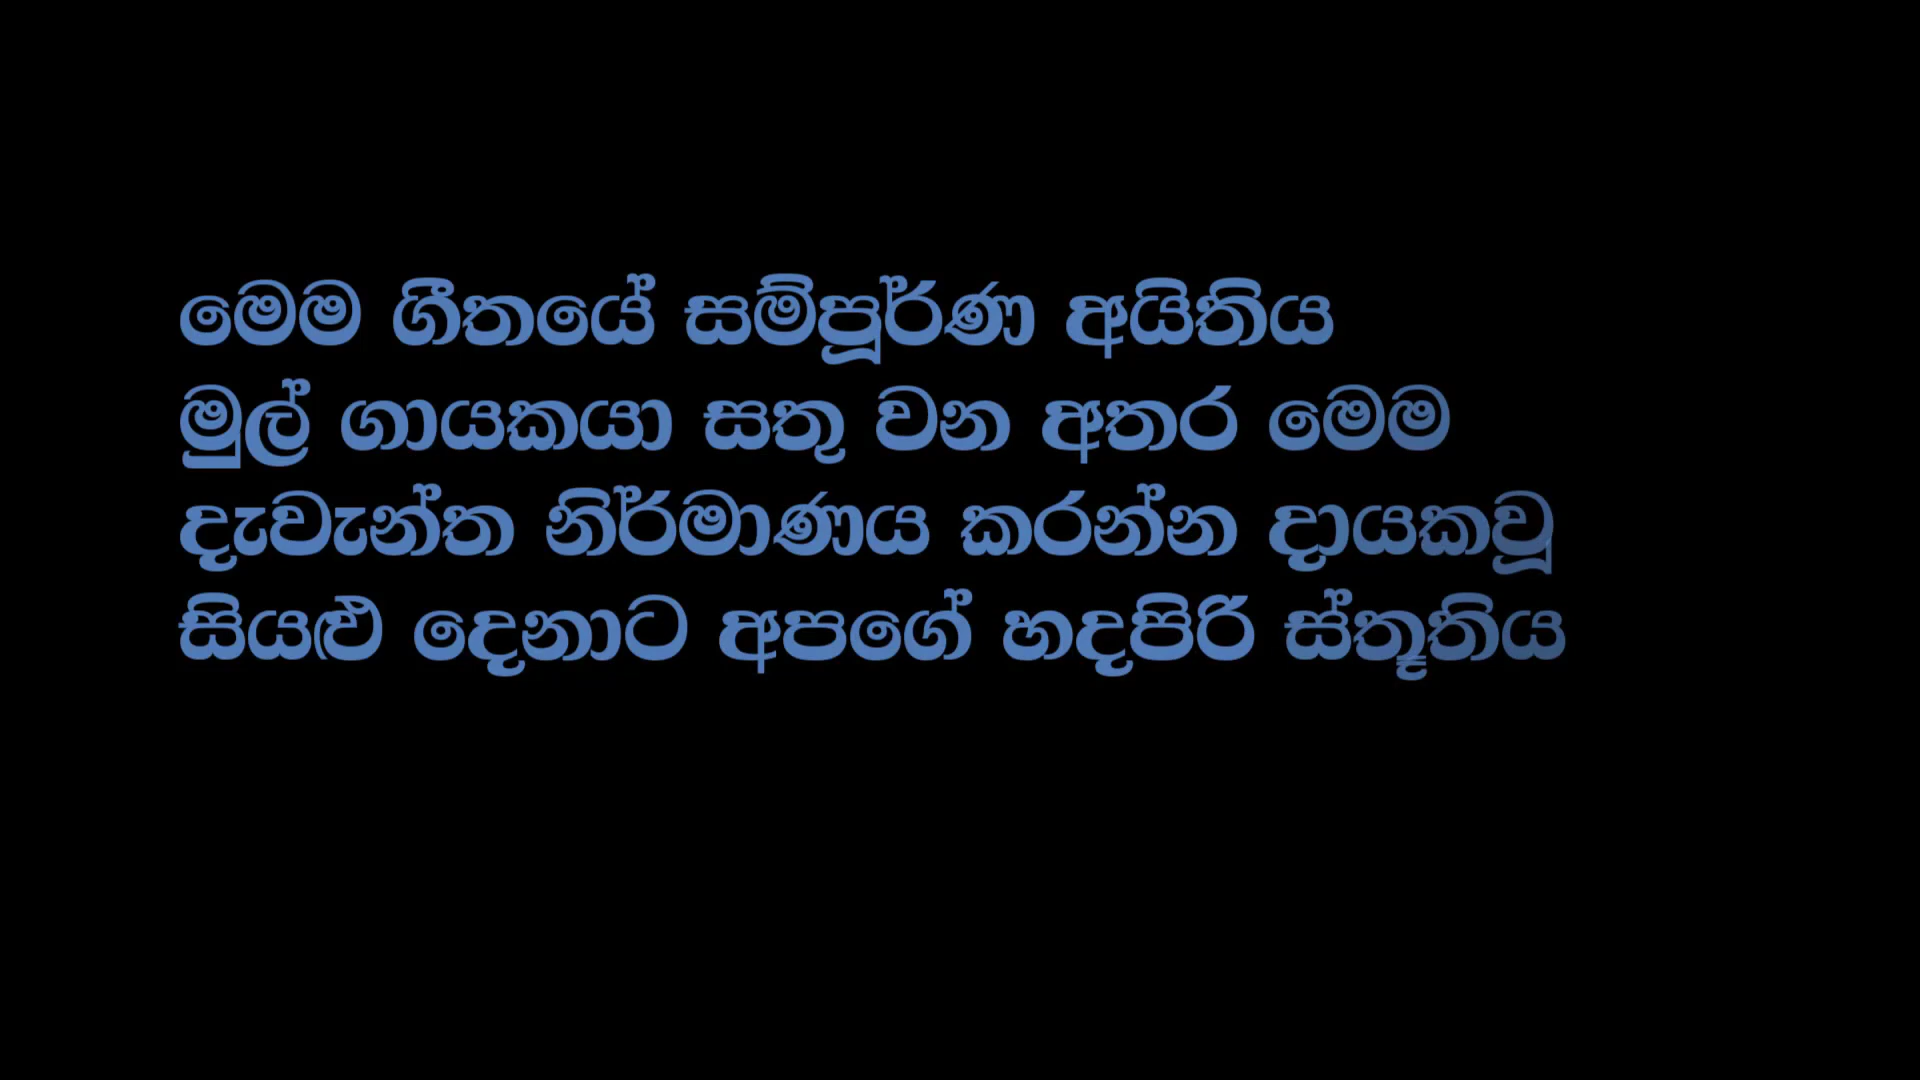 මෙම ගීතයේ සම්පූර්ණ අයිතිය
මුල් ගායකයා සතු වන අතර මෙම
දැවැන්ත නිර්මාණය කරන්න දායකවූ
සියළු දෙනාට අපගේ හදපිරි ස්තූතිය